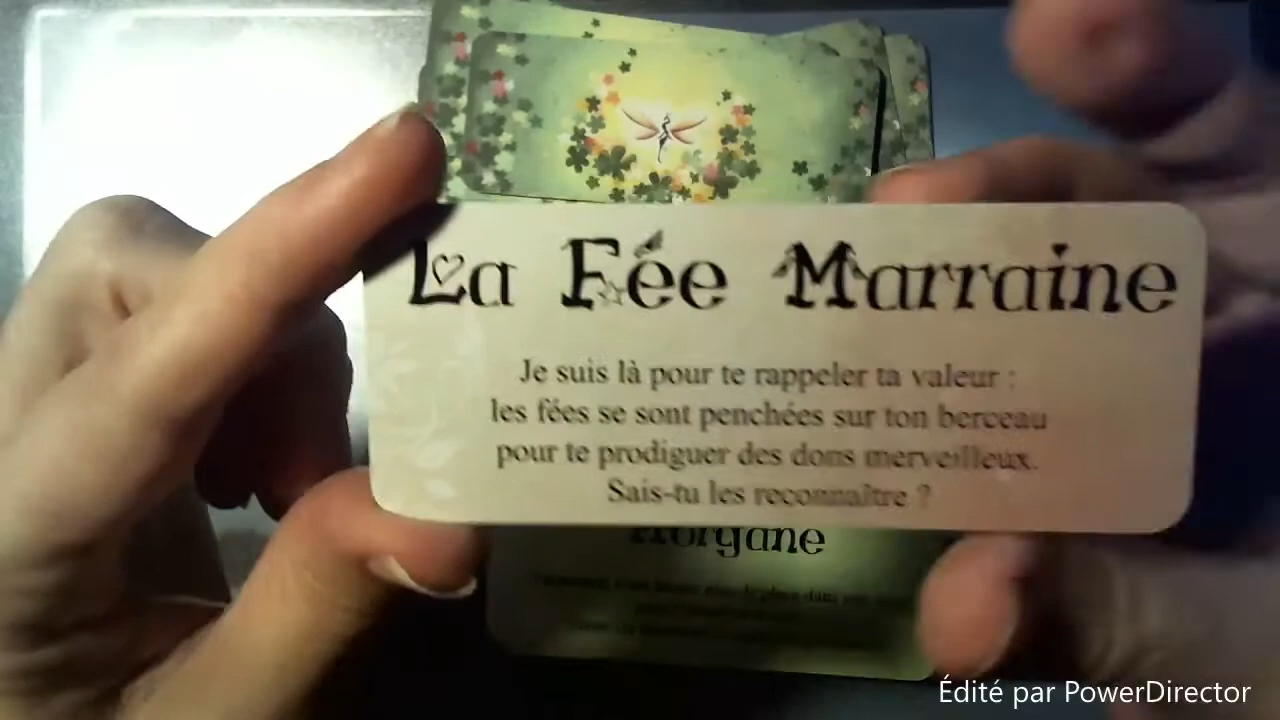 La Fée Marraine
Je suis là pour te rappeler ta valeur :
les fées se sont penchées sur ton berceau
pour te prodiguer des dons merveilleux.
Sais-tu les reconnaître ?
Morgane
Édité par PowerDirector